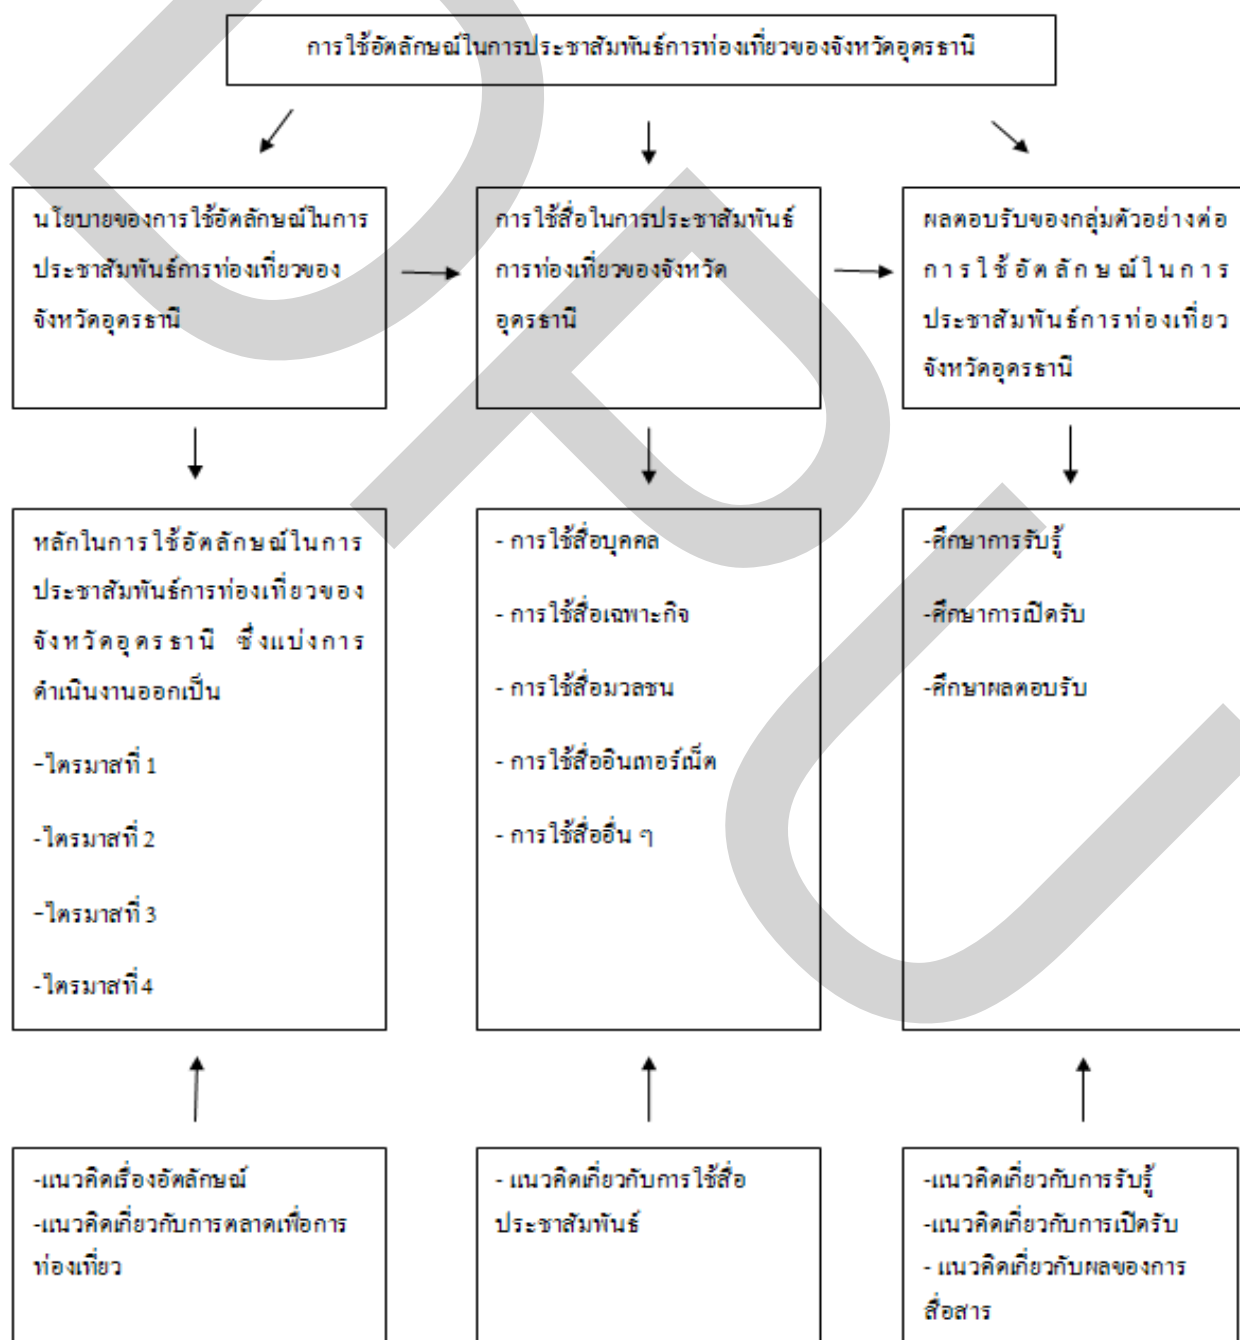 การใช้อัตลักษณ์ในการประชาสัมพันธ์การท่องเที่ยวของจังหวัดอุดรธานี
นโยบายของการใช้อัตลักษณ์ในการ
ประชาสัมพันธ์การท่องเที่ยวของ
จังหวัดอุดรธานี
การใช้สื่อในการประชาสัมพันธ์
การท่องเที่ยวของจังหวัด
อุดรธานี
ผลตอบรับของกลุ่มตัวอย่างต่อ
การใช้อัตลักษณ์ในการ
ประชาสัมพันธ์การท่องเที่ยว
จังหวัดอุดรธานี
หลักในการใช้อัตลักษณ์ในการ
ประชาสัมพันธ์การท่องเที่ยวของ
จังหวัดอุดรธานี ซึ่งแบ่งการ
ดำเนินงานออกเป็น
-ไตรมาสที่ 1
-ไตรมาสที่ 2
-ไตรมาสที่ 3
-ไตรมาสที่ 4
- การใช้สื่อบุคคล
- การใช้สื่อเฉพาะกิจ
- การใช้สื่อมวลชน
- การใช้สื่ออินเทอร์เน็ต
- การใช้สื่ออื่น ๆ
-ศึกษาการรับรู้
-ศึกษาการเปิดรับ
-ศึกษาผลตอบรับ
-แนวคิดเรื่องอัตลักษณ์
-แนวคิดเกี่ยวกับการตลาดเพื่อการ
ท่องเที่ยว
- แนวคิดเกี่ยวกับการใช้สื่อ
ประชาสัมพันธ์
-แนวคิดเกี่ยวกับการรับรู้
-แนวคิดเกี่ยวกับการเปิดรับ
- แนวคิดเกี่ยวกับผลของการ
สื่อสาร
DPU